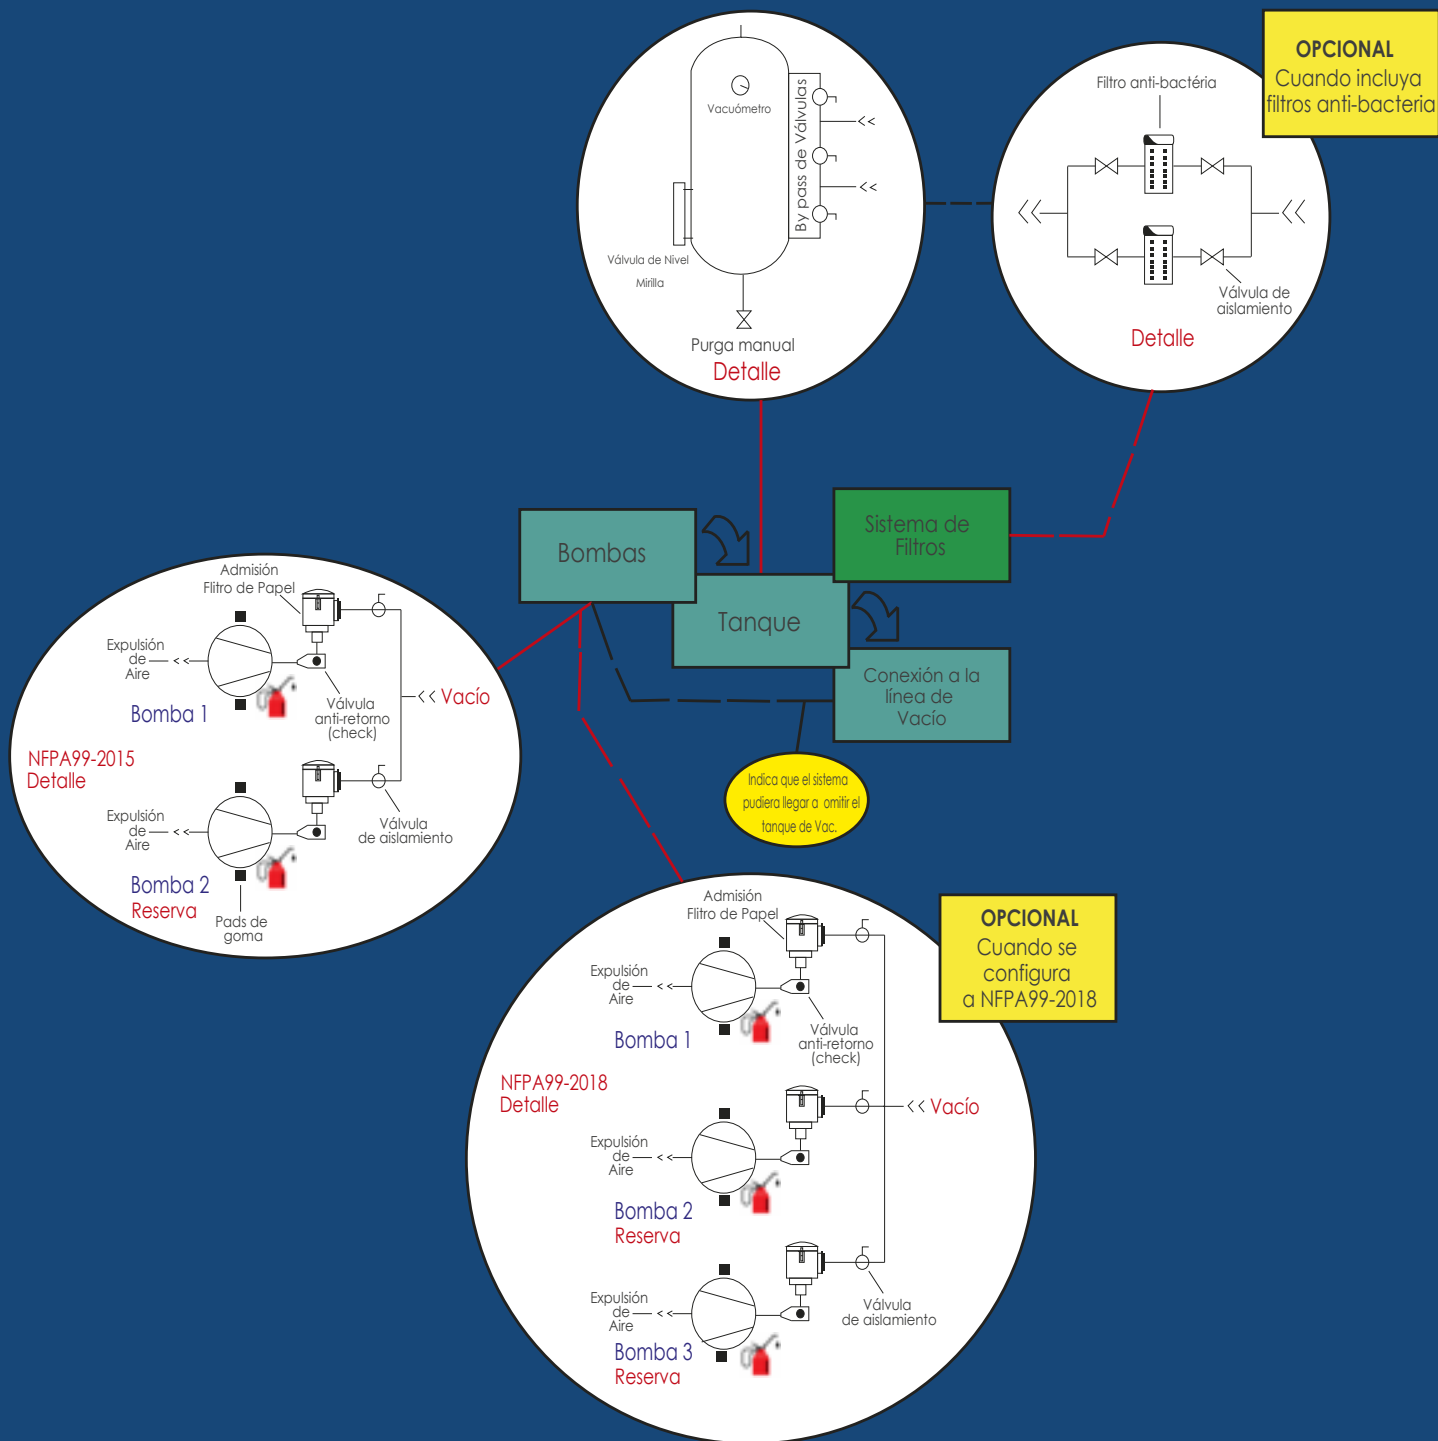 OPCIONAL
Cuando incluya
filtros anti-bacteria
Vacuómetro
By pass de Válvulas
Válvula de Nivel
Mirilla
Purga manual
Detalle
Filtro anti-bactéria
Válvula de
aislamiento
Detalle
Bombas
Sistema de
Filtros
Tanque
Conexión a la
línea de
Vacío
Indica que el sistema
pudiera llegar a omitir el
tanque de Vac.
Admisión
Flitro de Papel
Expulsión
de
Aire
Bomba 1
Válvula
anti-retorno
(check)
Vacío
NFPA99-2015
Detalle
Expulsión
de
Aire
Válvula
de aislamiento
Bomba 2
Reserva
Pads de
goma
OPCIONAL
Cuando se
configura
a NFPA99-2018
Admisión
Flitro de Papel
Expulsión
de
Aire
Bomba 1
Válvula
anti-retorno
(check)
NFPA99-2018
Detalle
Vacío
Expulsión
de
Aire
Bomba 2
Reserva
Expulsión
de
Aire
Válvula
de aislamiento
Bomba 3
Reserva